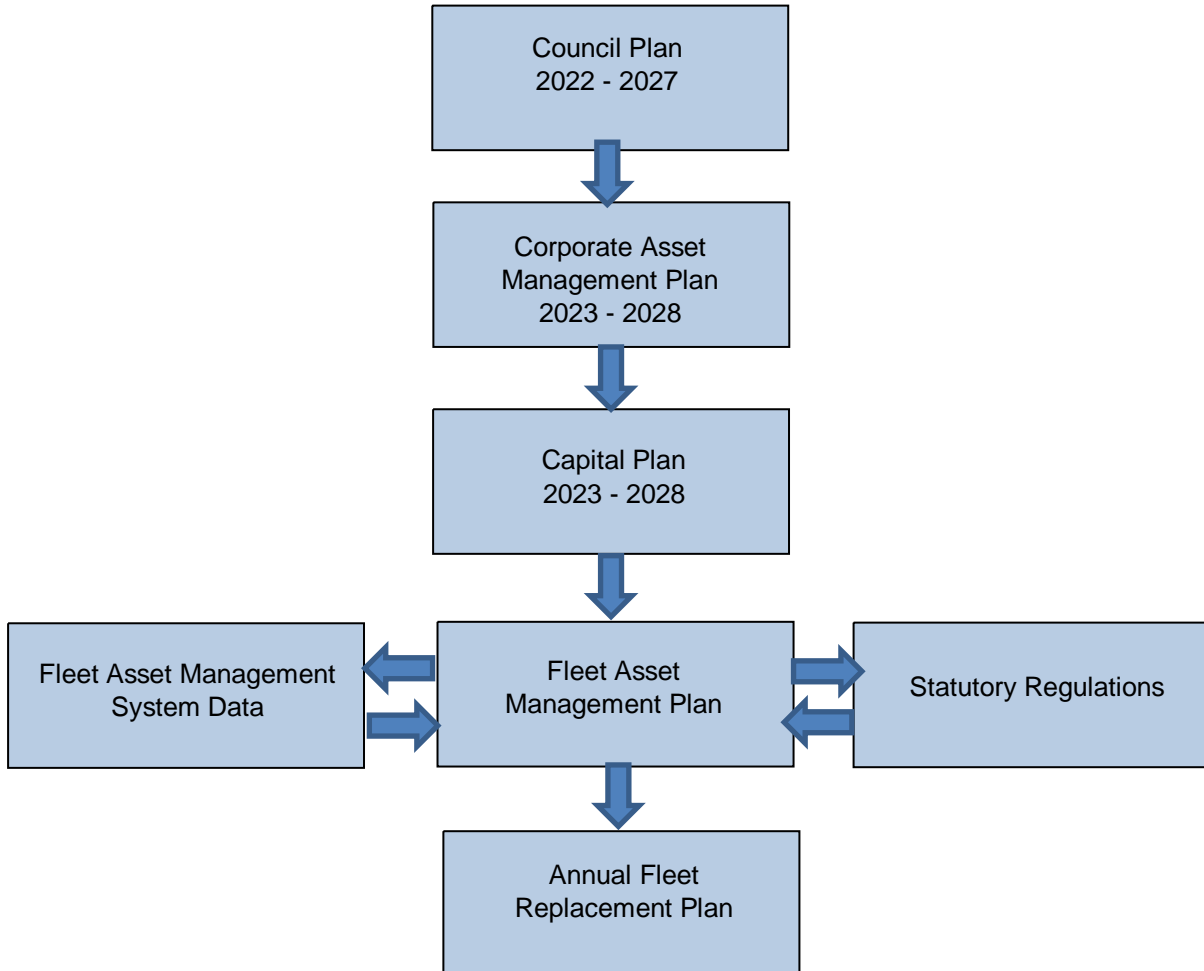 Council Plan
2022 - 2027
Corporate Asset
Management Plan
2023 - 2028
Capital Plan
2023 - 2028
Fleet Asset Management
System Data
Fleet Asset
Management Plan
Statutory Regulations
Annual Fleet
Replacement Plan